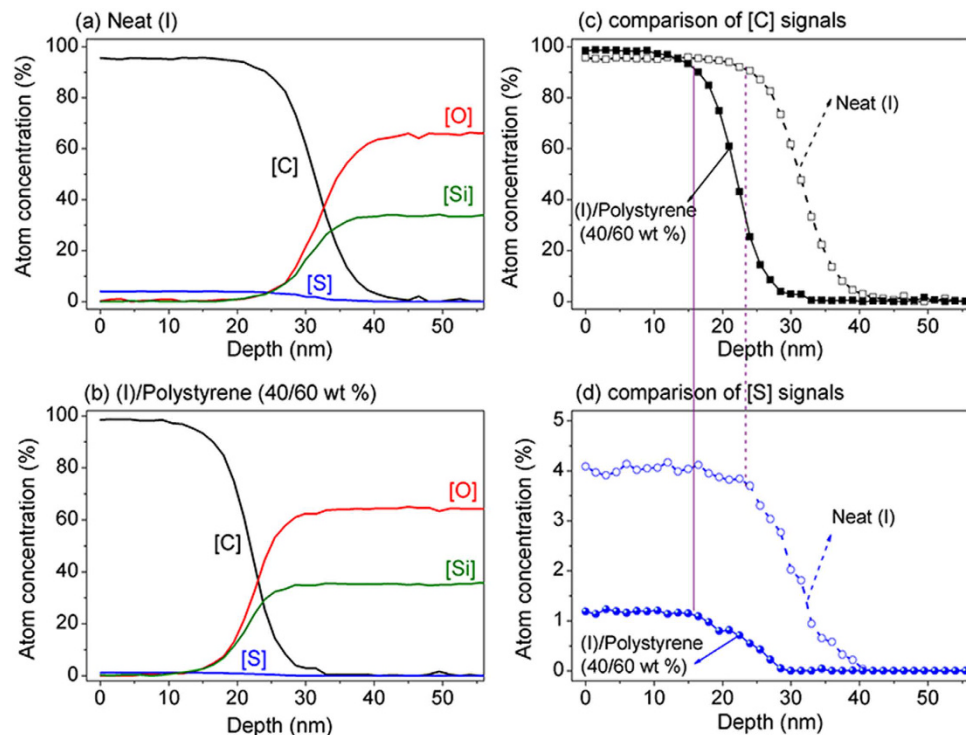 (a) Neat (I)
100
80
60
40
20
0
Atom concentration (%)
[O]
[C]
[Si]
[S]
0 10 20 30 40 50
Depth (nm)
(b) (I)/Polystyrene (40/60 wt %)
100
80
60
40
20
0
Atom concentration (%)
[O]
[C]
[Si]
[S]
0 10 20 30 40 50
Depth (nm)
(c) comparison of [C] signals
100
80
60
40
20
0
Atom concentration (%)
Neat (I)
(I)/Polystyrene
(40/60 wt %)
0 10 20 30 40 50
Depth (nm)
(d) comparison of [S] signals
5
4
3
2
1
0
Atom concentration (%)
Neat (I)
(I)/Polystyrene
(40/60 wt %)
0 10 20 30 40 50
Depth (nm)